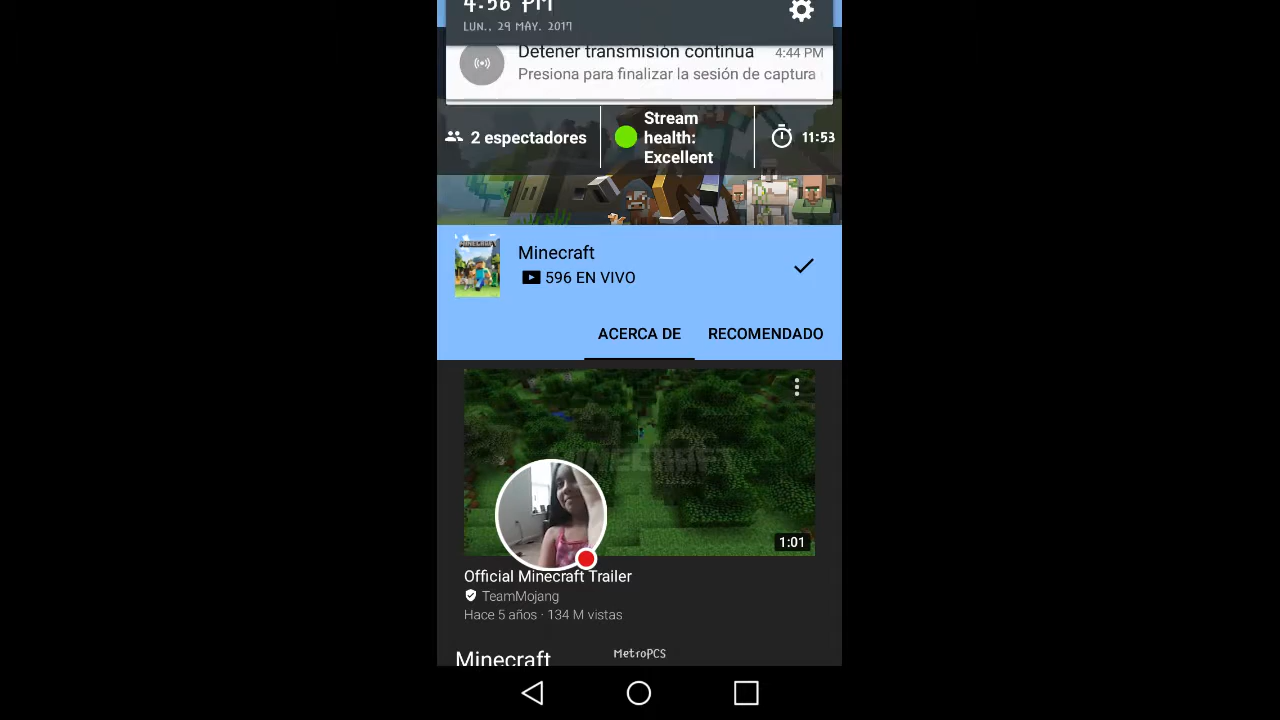 4:56 PM
LUN., 29 MAY. 2017
Detener transmisión continua
4:44 PM
Presiona para finalizar la sesión de captura
2 espectadores
Stream
health:
Excellent
11:53
MINECRAFT
Minecraft
596 EN VIVO
ACERCA DE
RECOMENDADO
MINECRAFT
1:01
Official Minecraft Trailer
TeamMojang
Hace 5 años · 134 M vistas
Minecraft
MetroPCS